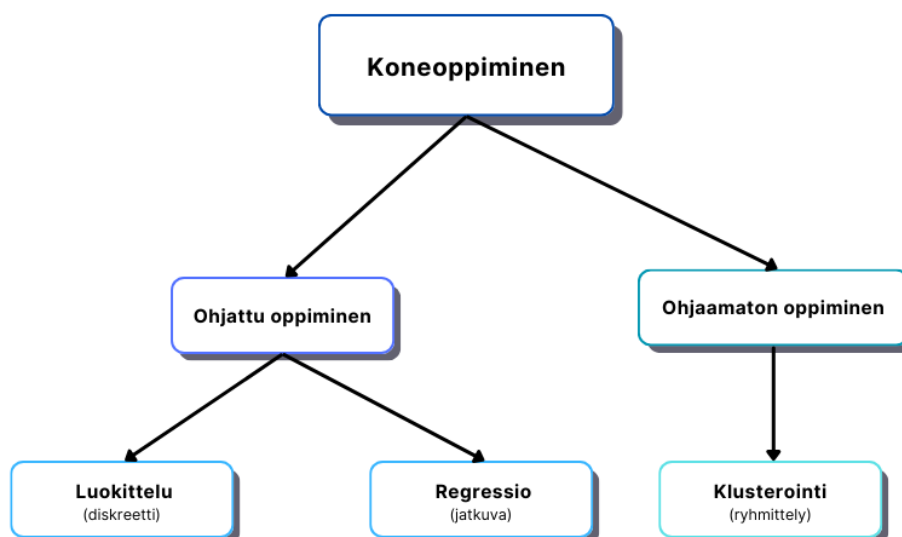 Koneoppiminen
Ohjattu oppiminen
Ohjaamaton oppiminen
Luokittelu
(diskreetti)
Regressio
(jatkuva)
Klusterointi
(ryhmittely)